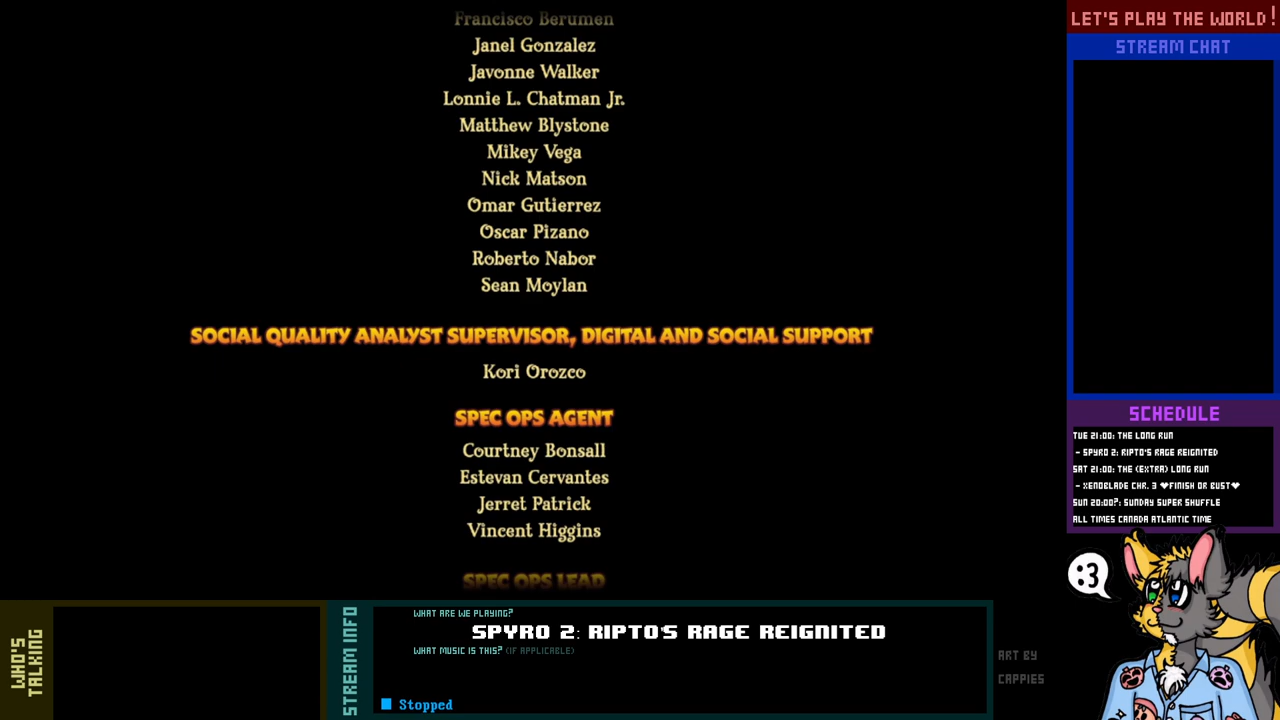 Francisco Berumen
Janel Gonzalez
Javonne Walker
Lonnie L. Chatman Jr.
Matthew Blystone
Mikey Vega
Nick Matson
Omar Gutierrez
Oscar Pizano
Roberto Nabor
Sean Moylan
SOCIAL QUALITY ANALYST SUPERVISOR, DIGITAL AND SOCIAL SUPPORT
Kori Orozco
SPEC OPS AGENT
Courtney Bonsall
Estevan Cervantes
Jerret Patrick
Vincent Higgins
SPEC OPS LEAD
LET'S PLAY THE WORLD!
STREAM CHAT
SCHEDULE
TUE 21:00: THE LONG RUN
- SPYRO 2: RIPTO'S RAGE REIGNITED
SAT 21:00: THE (EXTRA) LONG RUN
- XENOBLADE CHR. 3 ❤FINISH OR BUST❤
SUN 20:00?: SUNDAY SUPER SHUFFLE
ALL TIMES CANADA ATLANTIC TIME
:3
WHO'S
TALKING
STREAM INFO
WHAT ARE WE PLAYING?
SPYRO 2: RIPTO'S RAGE REIGNITED
WHAT MUSIC IS THIS? (IF APPLICABLE)
Stopped
ART BY
CAPPIES